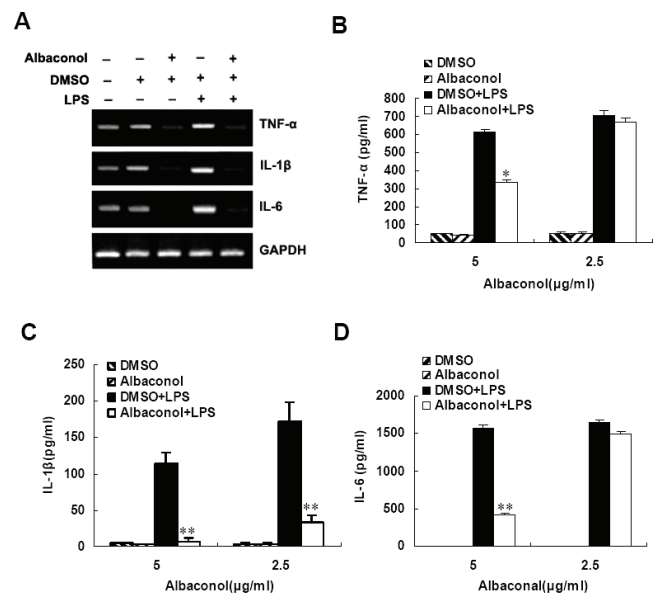 A
Albaconol – – + – +
DMSO – + + + +
LPS – – – + +
TNF-α
IL-1β
IL-6
GAPDH
B
DMSO
Albaconol
DMSO+LPS
Albaconol+LPS
TNF-α (pg/ml)
800
700
600
500
400
300
200
100
0
*
5 2.5
Albaconol(μg/ml)
C
DMSO
Albaconol
DMSO+LPS
Albaconol+LPS
IL-1β(pg/ml)
250
200
150
100
50
0
**
**
5 2.5
Albaconol(μg/ml)
D
DMSO
Albaconol
DMSO+LPS
Albaconol+LPS
IL-6 (pg/ml)
1500
1000
500
0
**
5 2.5
Albaconal(μg/ml)